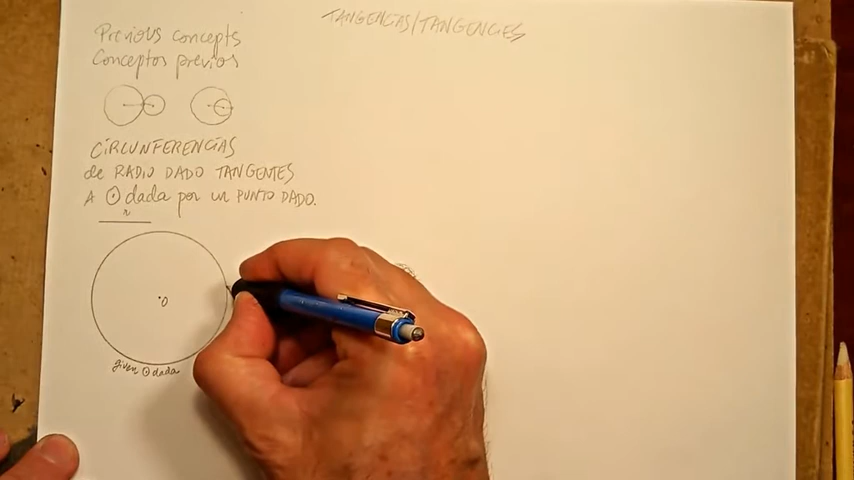 TANGENCIAS/TANGENCIES
Previous concepts
Conceptos previos
CIRCUNFERENCIAS
de RADIO DADO TANGENTES
A ⊙ dada por un PUNTO DADO.
r
O
given ⊙ dada